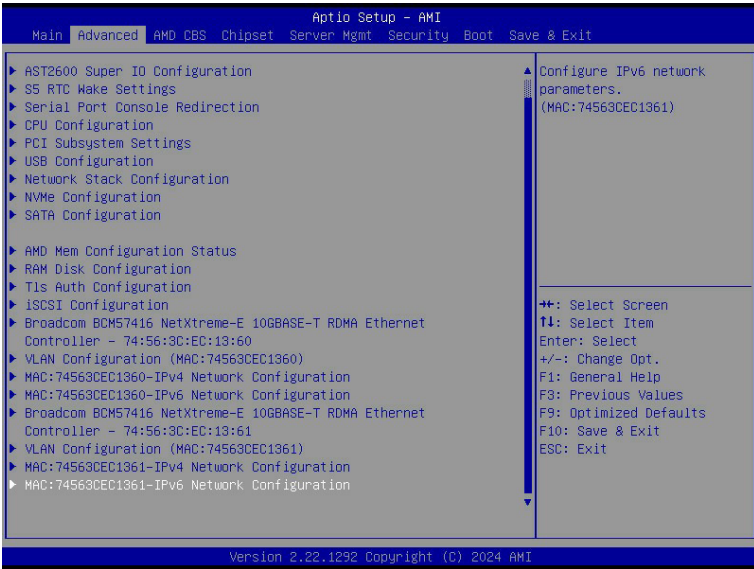 Aptio Setup - AMI
Main Advanced AMD CBS Chipset Server Mgmt Security Boot Save & Exit
AST2600 Super IO Configuration
S5 RTC Wake Settings
Serial Port Console Redirection
CPU Configuration
PCI Subsystem Settings
USB Configuration
Network Stack Configuration
NVMe Configuration
SATA Configuration
AMD Mem Configuration Status
RAM Disk Configuration
Tls Auth Configuration
iSCSI Configuration
Broadcom BCM57416 NetXtreme-E 10GBASE-T RDMA Ethernet
Controller - 74:56:3C:EC:13:60
VLAN Configuration (MAC:74563CEC1360)
MAC:74563CEC1360-IPv4 Network Configuration
MAC:74563CEC1360-IPv6 Network Configuration
Broadcom BCM57416 NetXtreme-E 10GBASE-T RDMA Ethernet
Controller - 74:56:3C:EC:13:61
VLAN Configuration (MAC:74563CEC1361)
MAC:74563CEC1361-IPv4 Network Configuration
MAC:74563CEC1361-IPv6 Network Configuration
Configure IPv6 network
parameters.
(MAC:74563CEC1361)
→←: Select Screen
↑↓: Select Item
Enter: Select
+/-: Change Opt.
F1: General Help
F3: Previous Values
F9: Optimized Defaults
F10: Save & Exit
ESC: Exit
Version 2.22.1292 Copyright (C) 2024 AMI